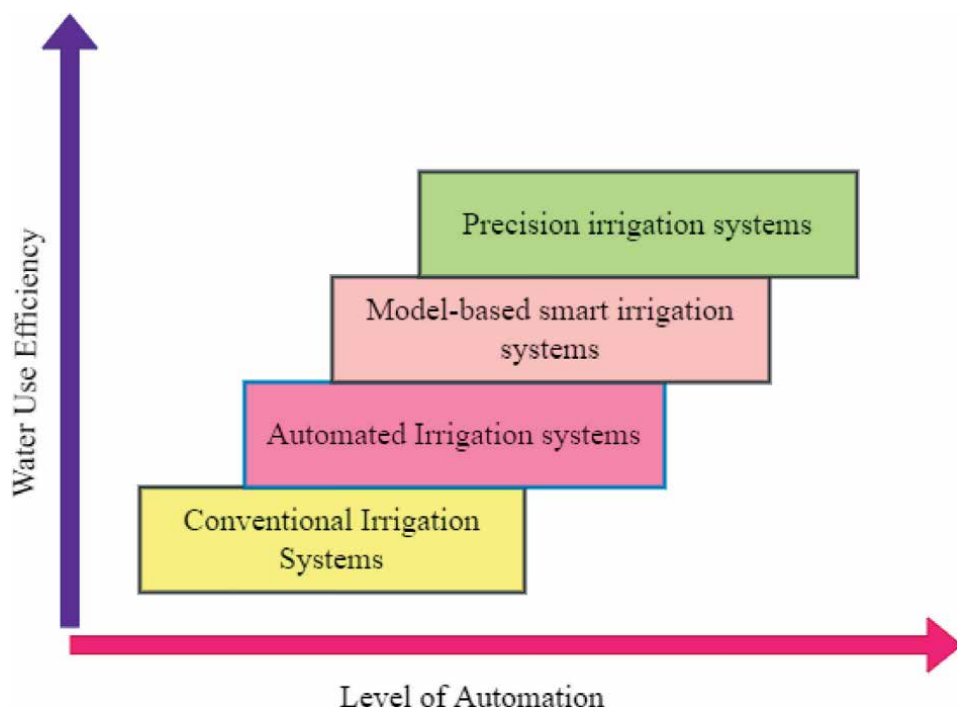 Water Use Efficiency
Precision irrigation systems
Model-based smart irrigation
systems
Automated Irrigation systems
Conventional Irrigation
Systems
Level of Automation